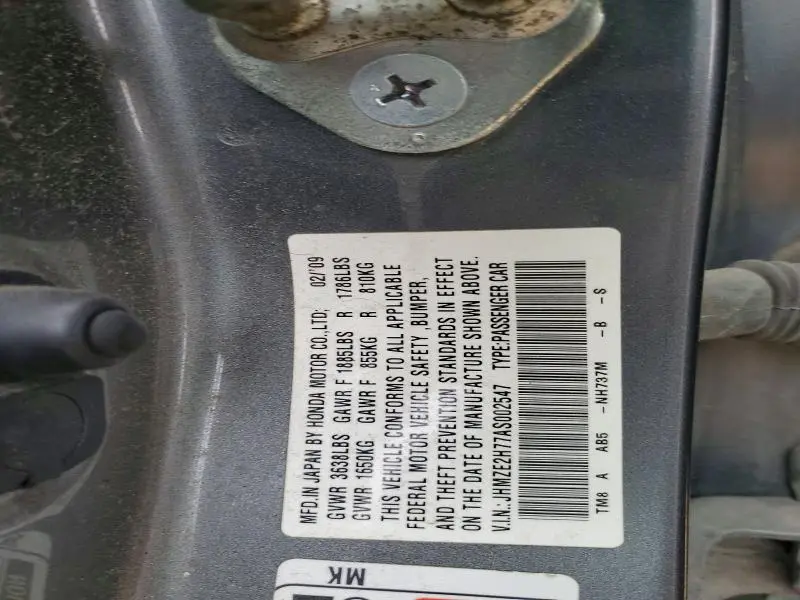 MFD.IN JAPAN BY HONDA MOTOR CO.,LTD; 02/'09
GVWR 3638LBS GAWR F 1885LBS R 1786LBS
GVWR 1650KG GAWR F 855KG R 810KG
THIS VEHICLE CONFORMS TO ALL APPLICABLE
FEDERAL MOTOR VEHICLE SAFETY ,BUMPER,
AND THEFT PREVENTION STANDARDS IN EFFECT
ON THE DATE OF MANUFACTURE SHOWN ABOVE.
V.I.N.: JHMZE2H77AS002547 TYPE:PASSENGER CAR
TM8 A AB5 -NH737M -B -S
MK